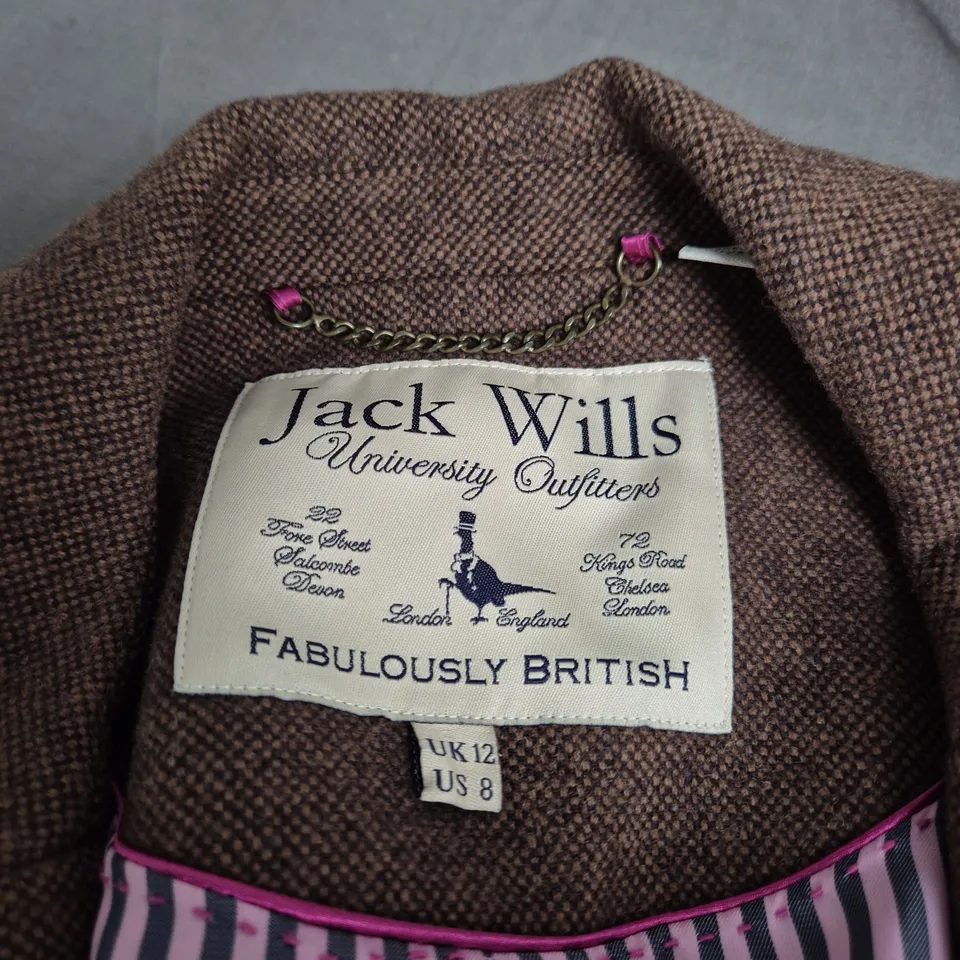 Jack Wills
University Outfitters
22
Fore Street
Salcombe
Devon
72
Kings Road
Chelsea
London
London England
FABULOUSLY BRITISH
UK 12
US 8